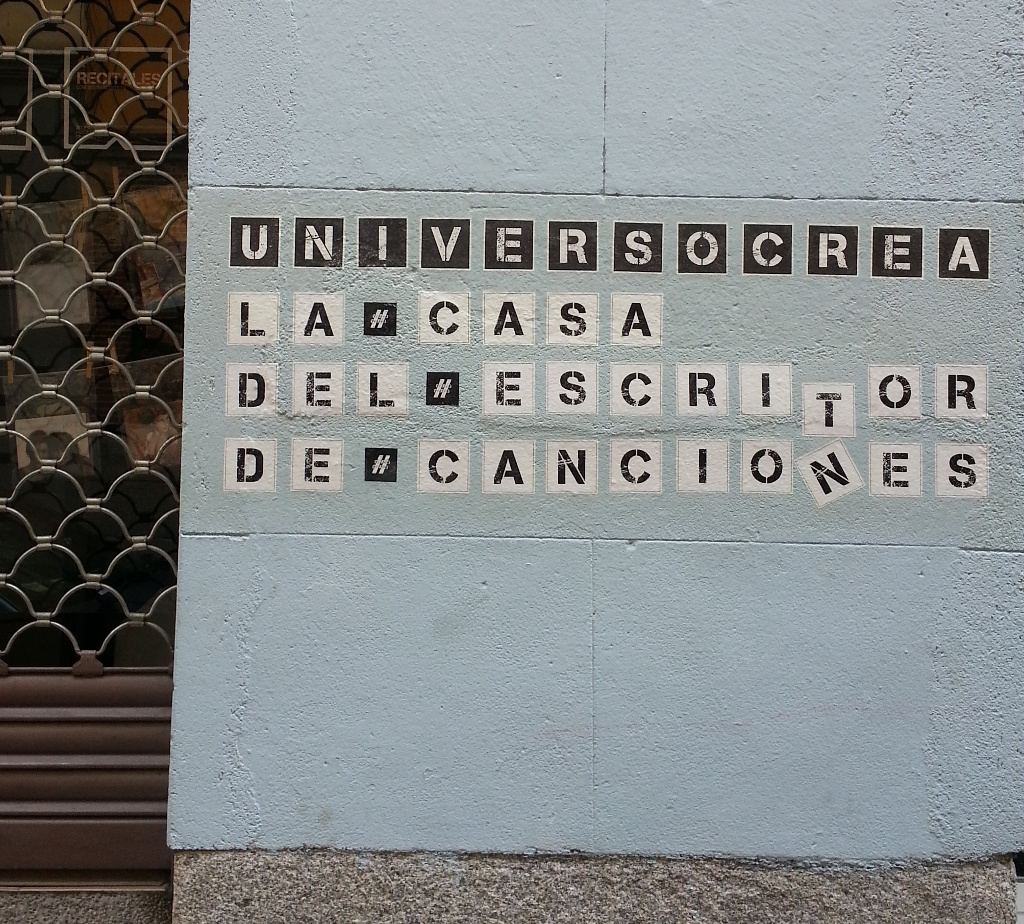 RECITALES
UNIVERSOCREA
LA # CASA
DEL # ESCRITOR
DE # CANCIONES